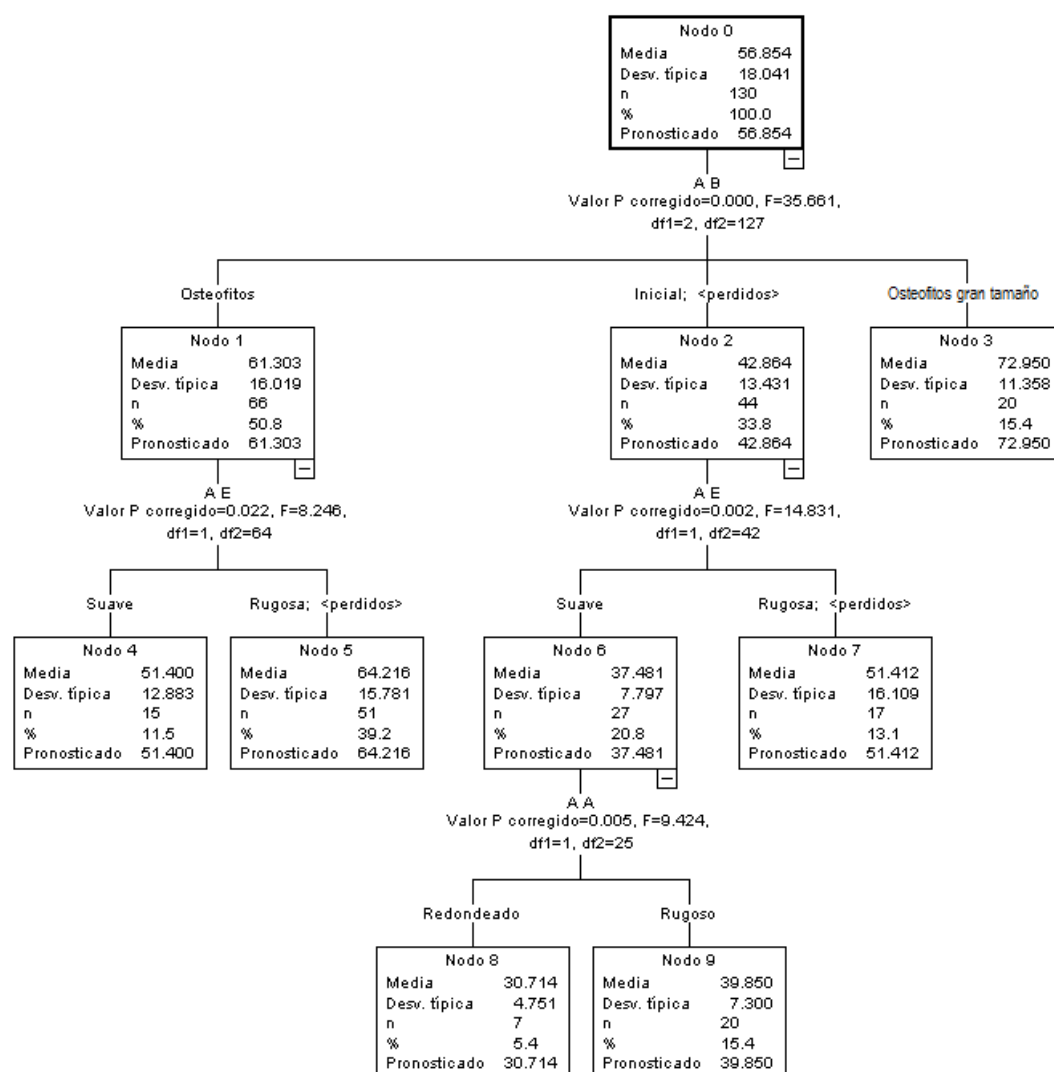 Nodo 0
Media 56.854
Desv. típica 18.041
n 130
% 100.0
Pronosticado 56.854
A B
Valor P corregido=0.000, F=35.661,
df1=2, df2=127
Osteofitos
Inicial; <perdidos>
Osteofitos gran tamaño
Nodo 1
Media 61.303
Desv. típica 16.019
n 66
% 50.8
Pronosticado 61.303
Nodo 2
Media 42.864
Desv. típica 13.431
n 44
% 33.8
Pronosticado 42.864
Nodo 3
Media 72.950
Desv. típica 11.358
n 20
% 15.4
Pronosticado 72.950
A E
Valor P corregido=0.022, F=8.246,
df1=1, df2=64
A E
Valor P corregido=0.002, F=14.831,
df1=1, df2=42
Suave
Rugosa; <perdidos>
Suave
Rugosa; <perdidos>
Nodo 4
Media 51.400
Desv. típica 12.883
n 15
% 11.5
Pronosticado 51.400
Nodo 5
Media 64.216
Desv. típica 15.781
n 51
% 39.2
Pronosticado 64.216
Nodo 6
Media 37.481
Desv. típica 7.797
n 27
% 20.8
Pronosticado 37.481
Nodo 7
Media 51.412
Desv. típica 16.109
n 17
% 13.1
Pronosticado 51.412
A A
Valor P corregido=0.005, F=9.424,
df1=1, df2=25
Redondeado
Rugoso
Nodo 8
Media 30.714
Desv. típica 4.751
n 7
% 5.4
Pronosticado 30.714
Nodo 9
Media 39.850
Desv. típica 7.300
n 20
% 15.4
Pronosticado 39.850